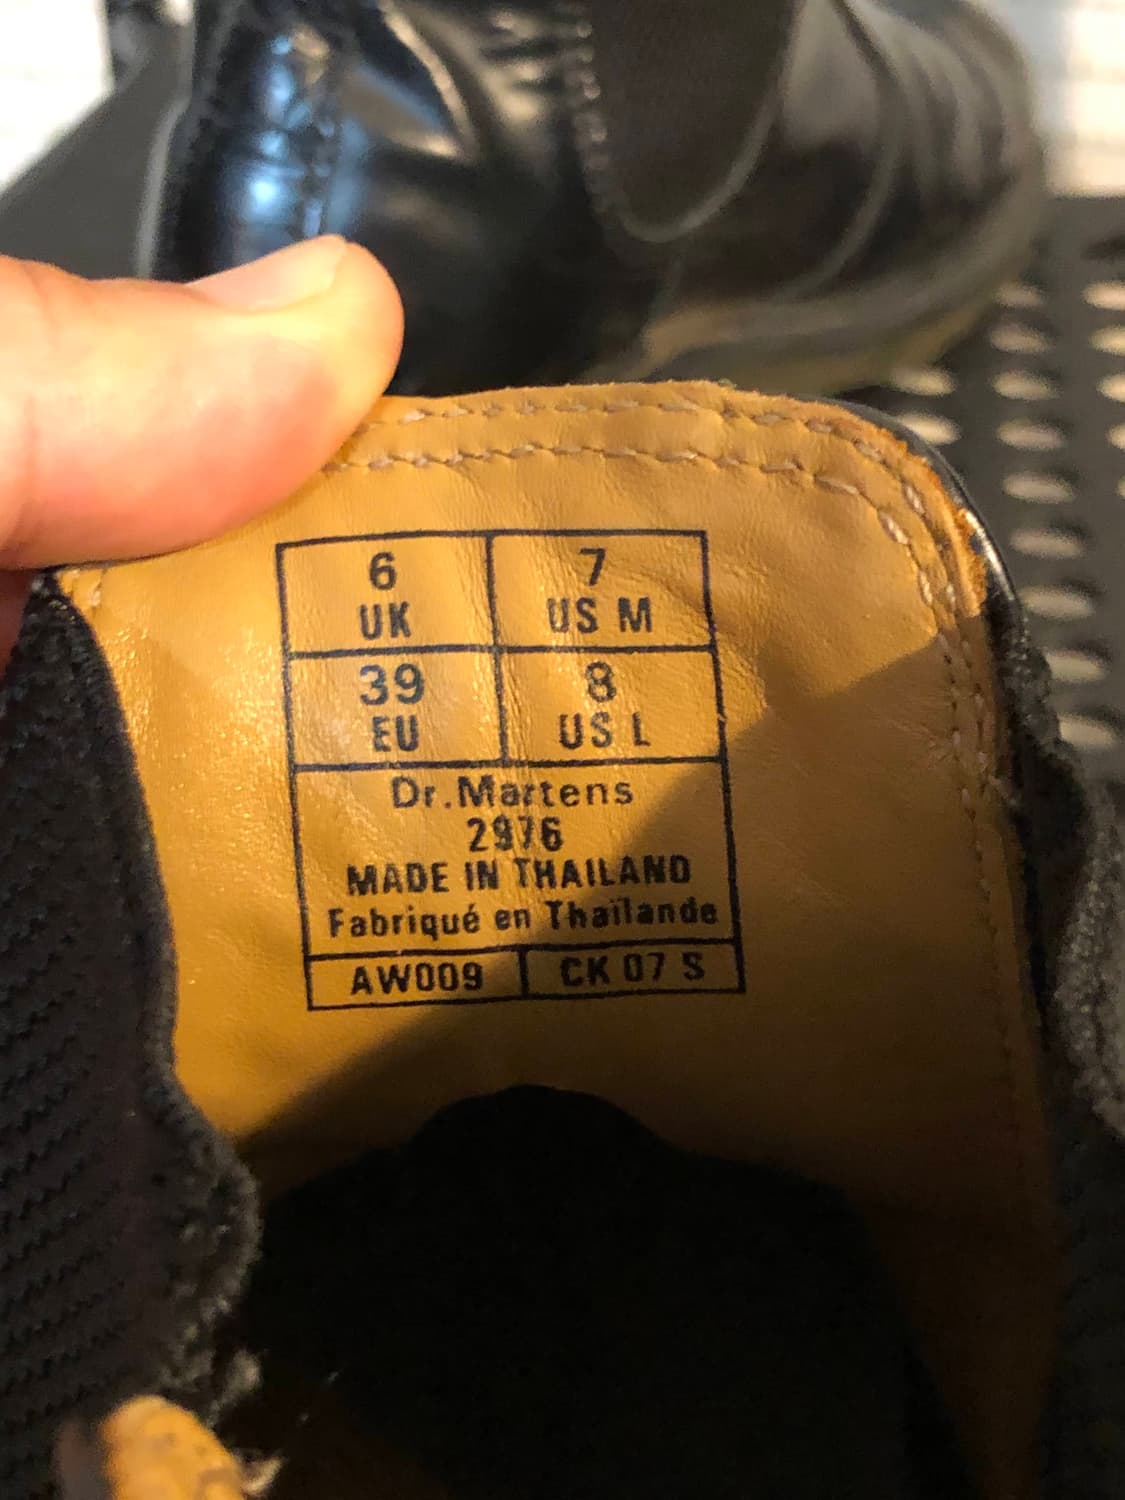 6 7
UK US M
39 8
EU US L
Dr.Martens
2976
MADE IN THAILAND
Fabriqué en Thaïlande
AW009 CK 07 S